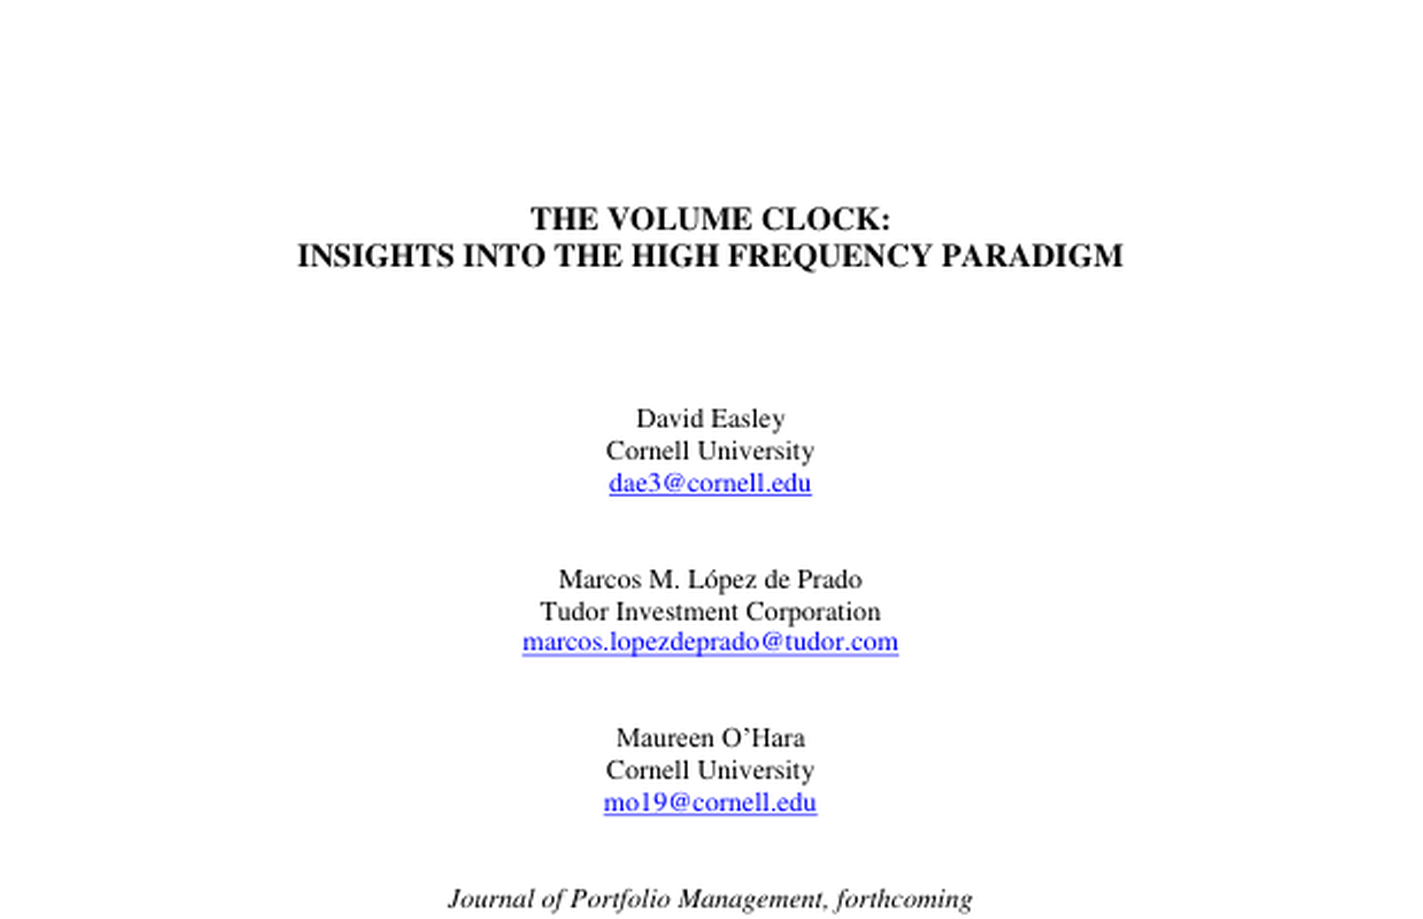 THE VOLUME CLOCK:
INSIGHTS INTO THE HIGH FREQUENCY PARADIGM
David Easley
Cornell University
dae3@cornell.edu
Marcos M. López de Prado
Tudor Investment Corporation
marcos.lopezdeprado@tudor.com
Maureen O’Hara
Cornell University
mo19@cornell.edu
Journal of Portfolio Management, forthcoming